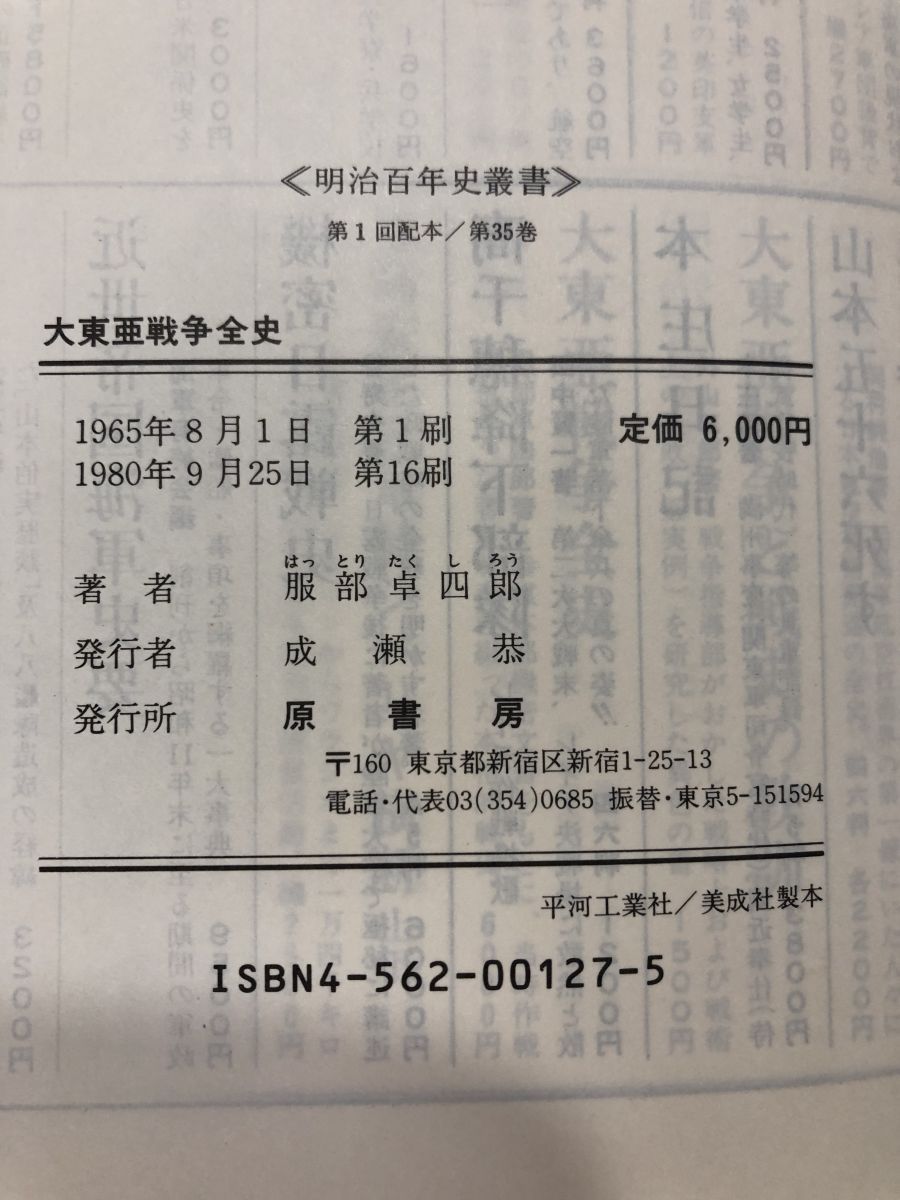 ≪明治百年史叢書≫
第1回配本/第35巻
大東亜戦争全史
1965年8月1日 第1刷 定価 6,000円
1980年9月25日 第16刷
はっ とり たく し ろう
著者 服部卓四郎
発行者 成瀬恭
発行所 原書房
〒160 東京都新宿区新宿1-25-13
電話・代表03(354)0685 振替・東京5-151594
平河工業社/美成社製本
ISBN4-562-00127-5